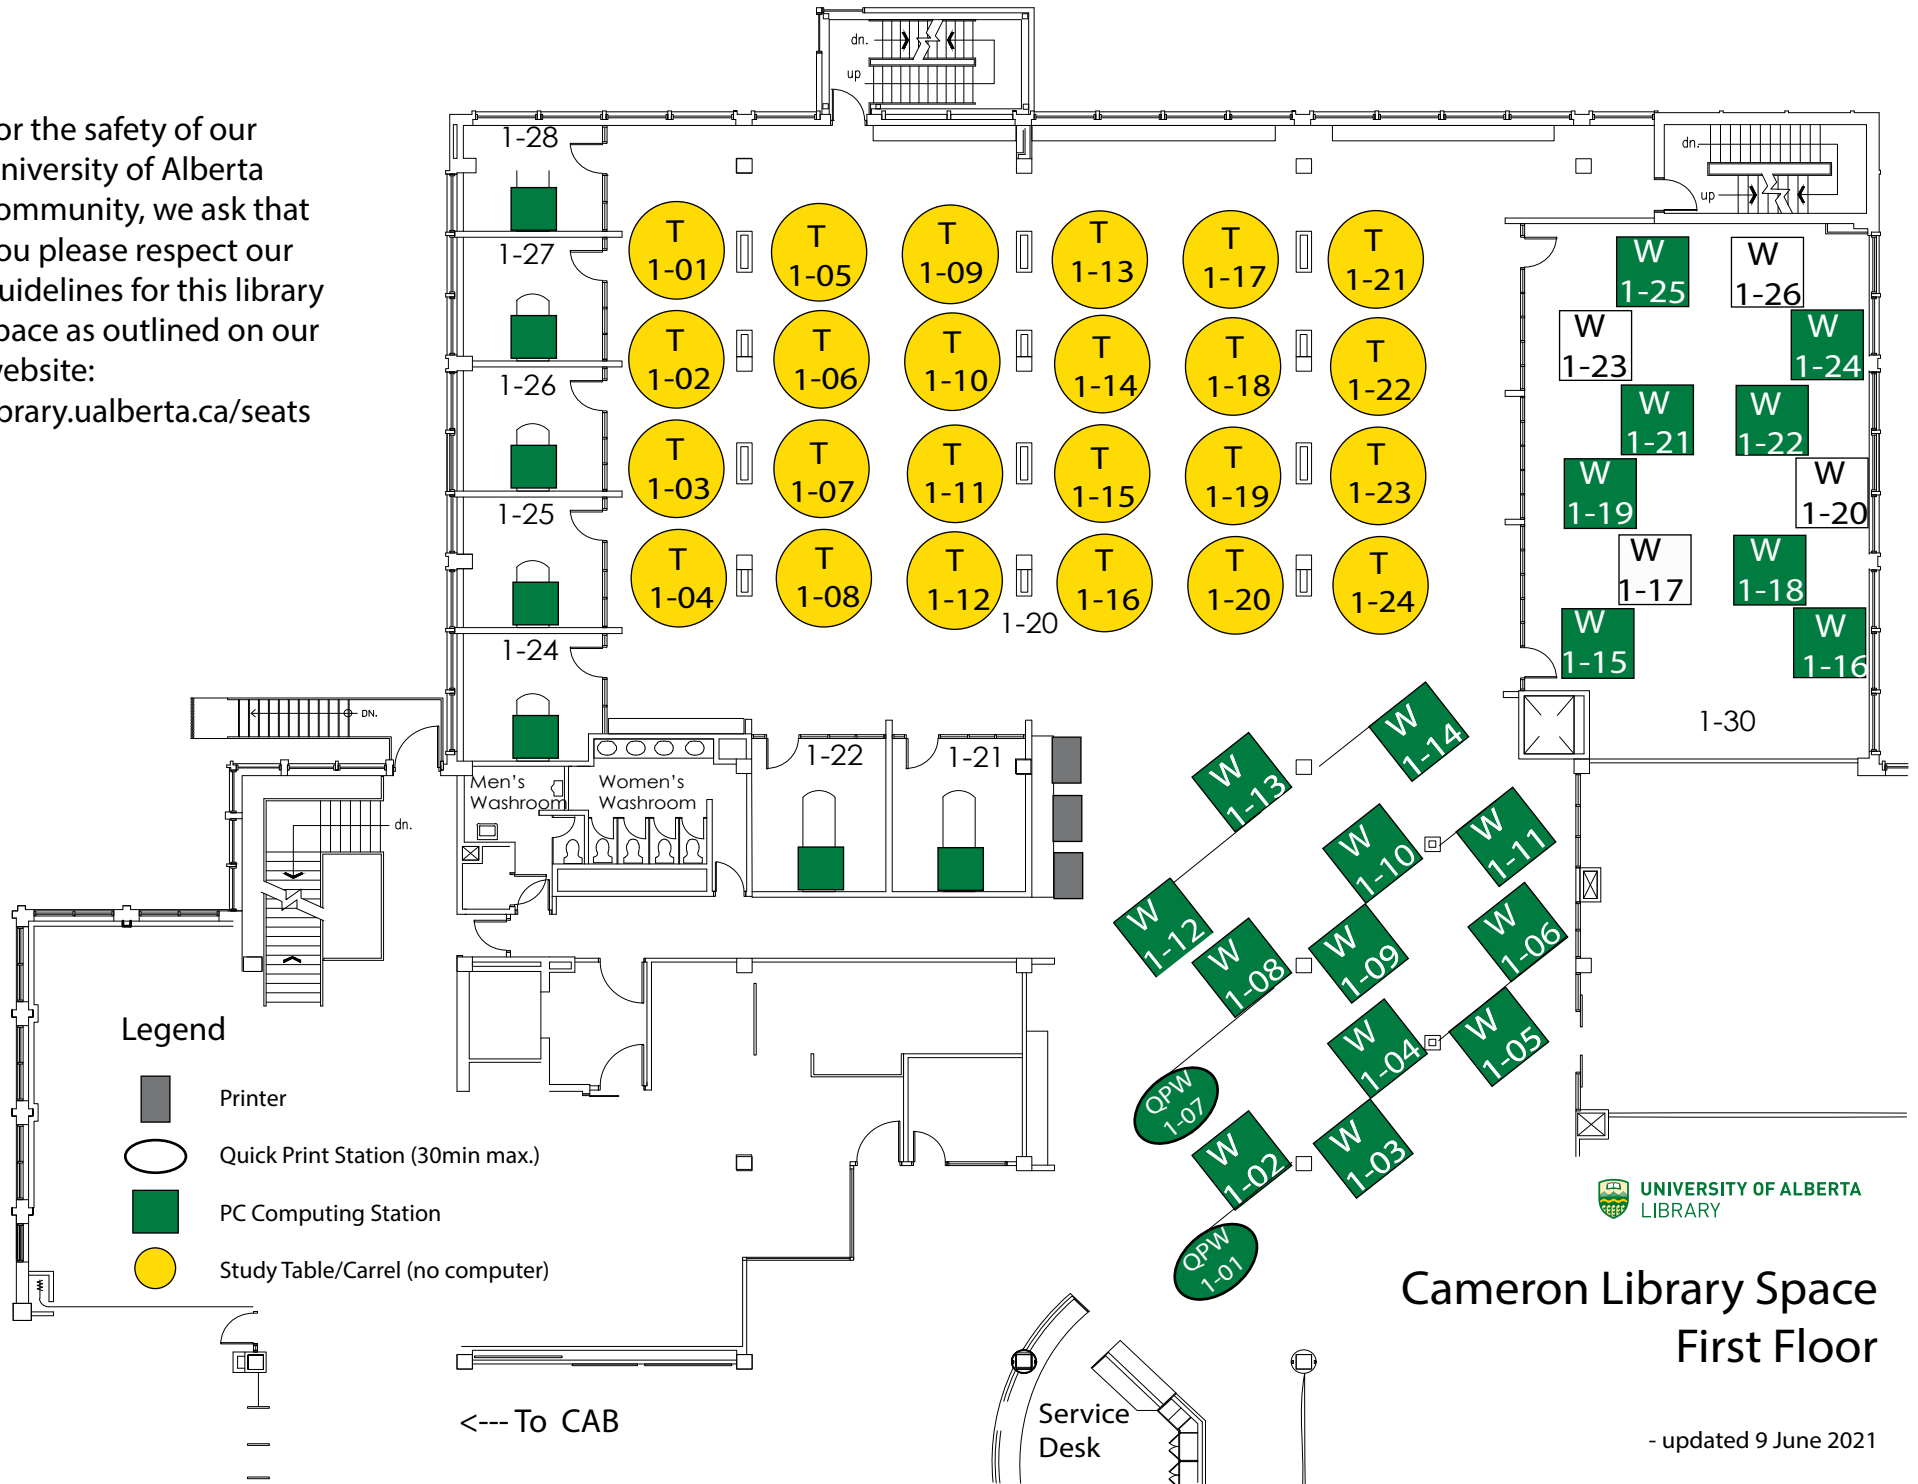 or the safety of our
niversity of Alberta
ommunity, we ask that
ou please respect our
uidelines for this library
pace as outlined on our
ebsite:
brary.ualberta.ca/seats
dn.
up
dn.
up
1-28
1-27
1-26
1-25
1-24
T
1-01
T
1-05
T
1-09
T
1-13
T
1-17
T
1-21
T
1-02
T
1-06
T
1-10
T
1-14
T
1-18
T
1-22
T
1-03
T
1-07
T
1-11
T
1-15
T
1-19
T
1-23
T
1-04
T
1-08
T
1-12
T
1-16
T
1-20
T
1-24
1-20
W
1-25
W
1-26
W
1-23
W
1-24
W
1-21
W
1-22
W
1-19
W
1-20
W
1-17
W
1-18
W
1-15
W
1-16
1-30
DN.
dn.
Men's
Washroom
Women's
Washroom
1-22
1-21
W
1-14
W
1-13
W
1-10
W
1-11
W
1-12
W
1-08
W
1-09
W
1-06
W
1-04
W
1-05
QPW
1-07
W
1-02
W
1-03
QPW
1-01
Legend
Printer
Quick Print Station (30min max.)
PC Computing Station
Study Table/Carrel (no computer)
UNIVERSITY OF ALBERTA
LIBRARY
Cameron Library Space
First Floor
<--- To CAB
Service
Desk
- updated 9 June 2021